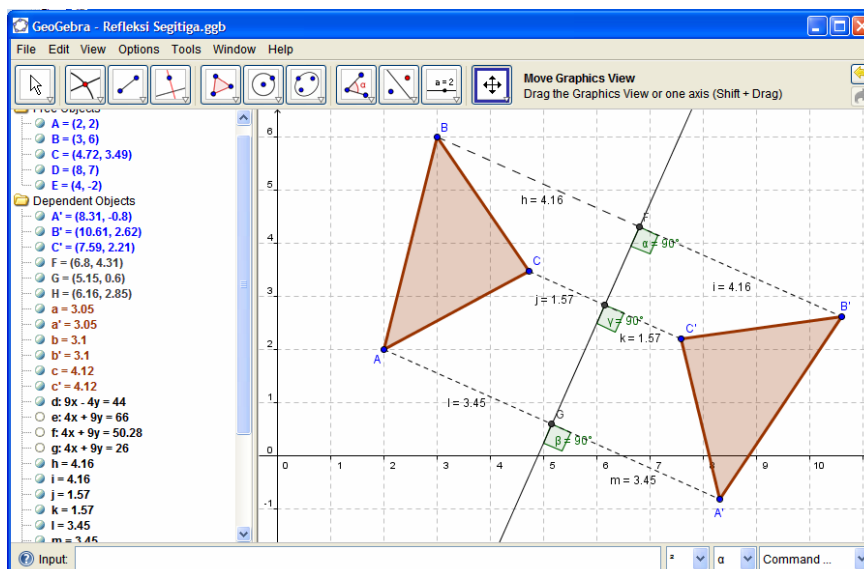 GeoGebra - Refleksi Segitiga.ggb
File Edit View Options Tools Window Help
a = 2
Move Graphics View
Drag the Graphics View or one axis (Shift + Drag)
Free Objects
A = (2, 2)
B = (3, 6)
C = (4.72, 3.49)
D = (8, 7)
E = (4, -2)
Dependent Objects
A' = (8.31, -0.8)
B' = (10.61, 2.62)
C' = (7.59, 2.21)
F = (6.8, 4.31)
G = (5.15, 0.6)
H = (6.16, 2.85)
a = 3.05
a' = 3.05
b = 3.1
b' = 3.1
c = 4.12
c' = 4.12
d: 9x - 4y = 44
e: 4x + 9y = 66
f: 4x + 9y = 50.28
g: 4x + 9y = 26
h = 4.16
i = 4.16
j = 1.57
k = 1.57
l = 3.45
m = 3.45
6
5
4
3
2
1
0
-1
0 1 2 3 4 5 6 7 8 9 10
B
h = 4.16
F
α = 90°
C
j = 1.57
i = 4.16
B'
γ = 90°
k = 1.57
C'
A
l = 3.45
G
β = 90°
m = 3.45
A'
Input:
²
α
Command ...